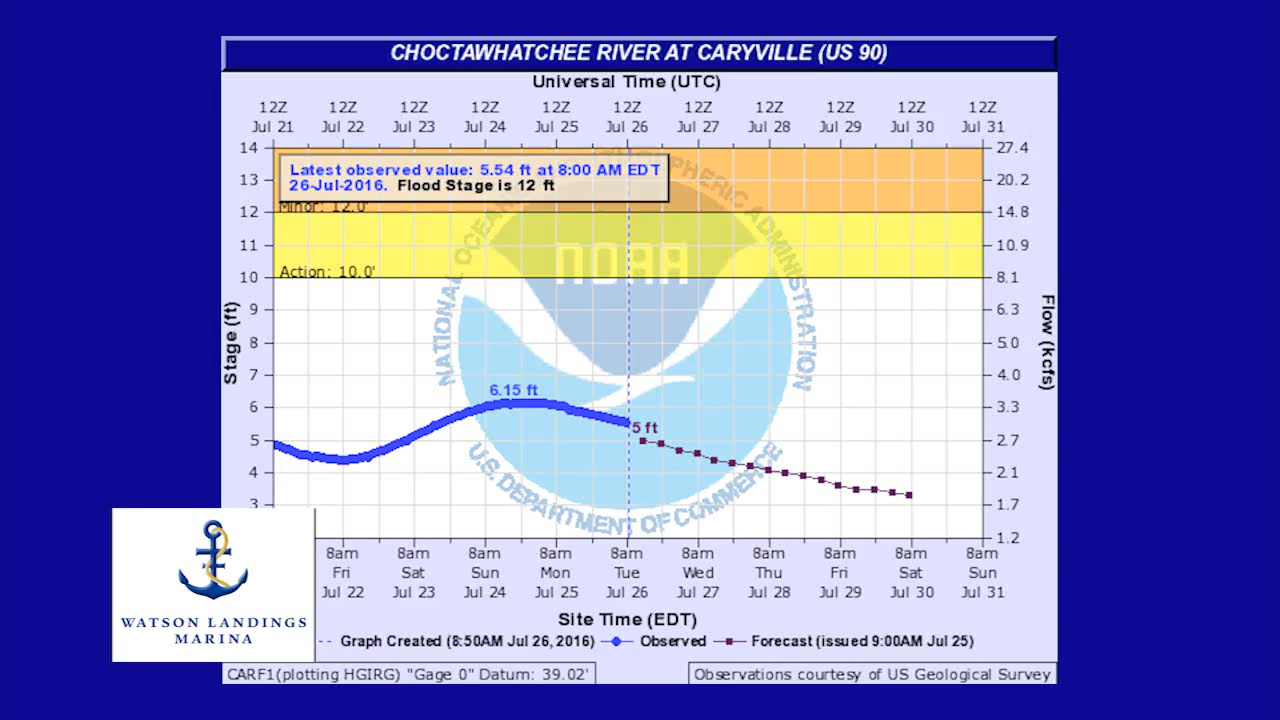 CHOCTAWHATCHEE RIVER AT CARYVILLE (US 90)
Universal Time (UTC)
12Z 12Z 12Z 12Z 12Z 12Z 12Z 12Z 12Z 12Z 12Z
Jul 21 Jul 22 Jul 23 Jul 24 Jul 25 Jul 26 Jul 27 Jul 28 Jul 29 Jul 30 Jul 31
14 27.4
Latest observed value: 5.54 ft at 8:00 AM EDT
13 20.2
26-Jul-2016. Flood Stage is 12 ft
Minor: 12.0'
12 14.8
11 10.9
NOAA
Action: 10.0'
10 8.1
9 6.3
8 5.0
7 4.0
6 3.3
5 2.7
4 2.1
3 1.7
1.2
Stage (ft)
Flow (kcfs)
6.15 ft
5 ft
NATIONAL OCEANIC AND ATMOSPHERIC ADMINISTRATION
U.S. DEPARTMENT OF COMMERCE
8am 8am 8am 8am 8am 8am 8am 8am 8am 8am
Fri Sat Sun Mon Tue Wed Thu Fri Sat Sun
Jul 22 Jul 23 Jul 24 Jul 25 Jul 26 Jul 27 Jul 28 Jul 29 Jul 30 Jul 31
Site Time (EDT)
Graph Created (8:50AM Jul 26, 2016) Observed Forecast (issued 9:00AM Jul 25)
CARF1(plotting HGIRG) "Gage 0" Datum: 39.02'
Observations courtesy of US Geological Survey
WATSON LANDINGS
MARINA